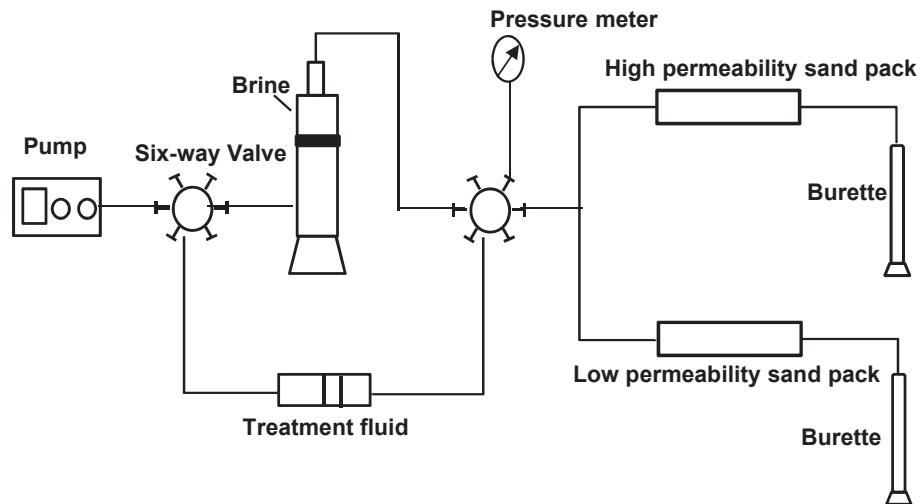 Pressure meter
High permeability sand pack
Brine
Pump
Six-way Valve
Burette
Low permeability sand pack
Treatment fluid
Burette